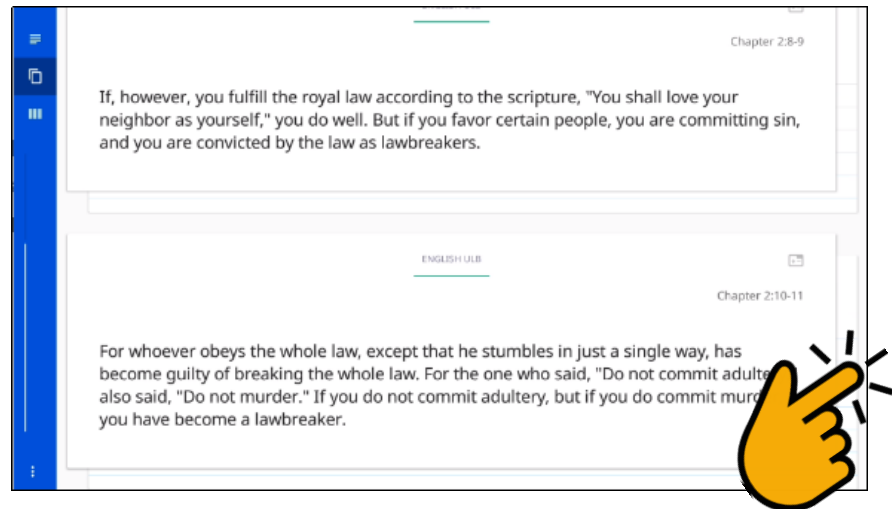 Chapter 2:8-9
If, however, you fulfill the royal law according to the scripture, "You shall love your
neighbor as yourself," you do well. But if you favor certain people, you are committing sin,
and you are convicted by the law as lawbreakers.
ENGLISH ULB
Chapter 2:10-11
For whoever obeys the whole law, except that he stumbles in just a single way, has
become guilty of breaking the whole law. For the one who said, "Do not commit
also said, "Do not murder." If you do not commit adultery, but if you do commit
you have become a lawbreaker.